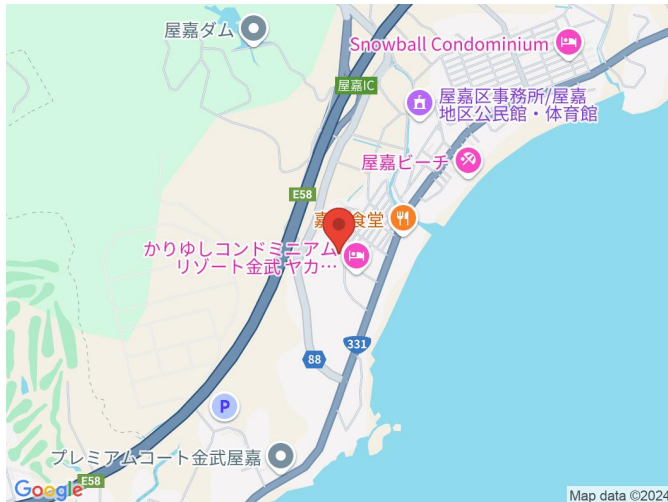 屋嘉ダム
Snowball Condominium
屋嘉IC
屋嘉区事務所/屋嘉
地区公民館・体育館
屋嘉ビーチ
E58
食堂
かりゆしコンドミニアム
リゾート金武 ヤカ…
331
88
P
プレミアムコート金武屋嘉
E58
Google
Map data ©2024